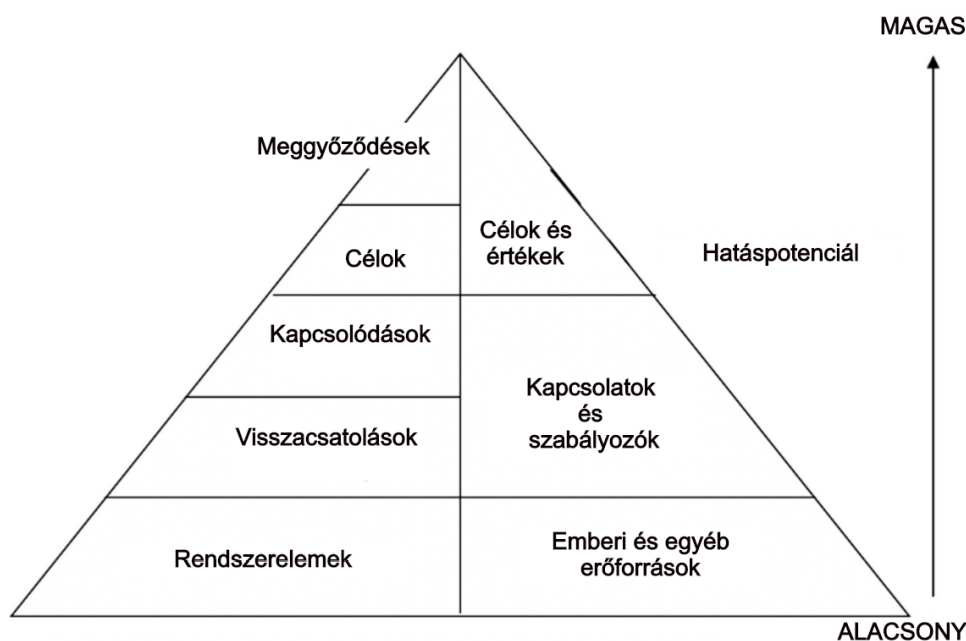 MAGAS
Meggyőződések
Célok
Célok és
értékek
Hatáspotenciál
Kapcsolódások
Visszacsatolások
Kapcsolatok
és
szabályozók
Rendszerelemek
Emberi és egyéb
erőforrások
ALACSONY